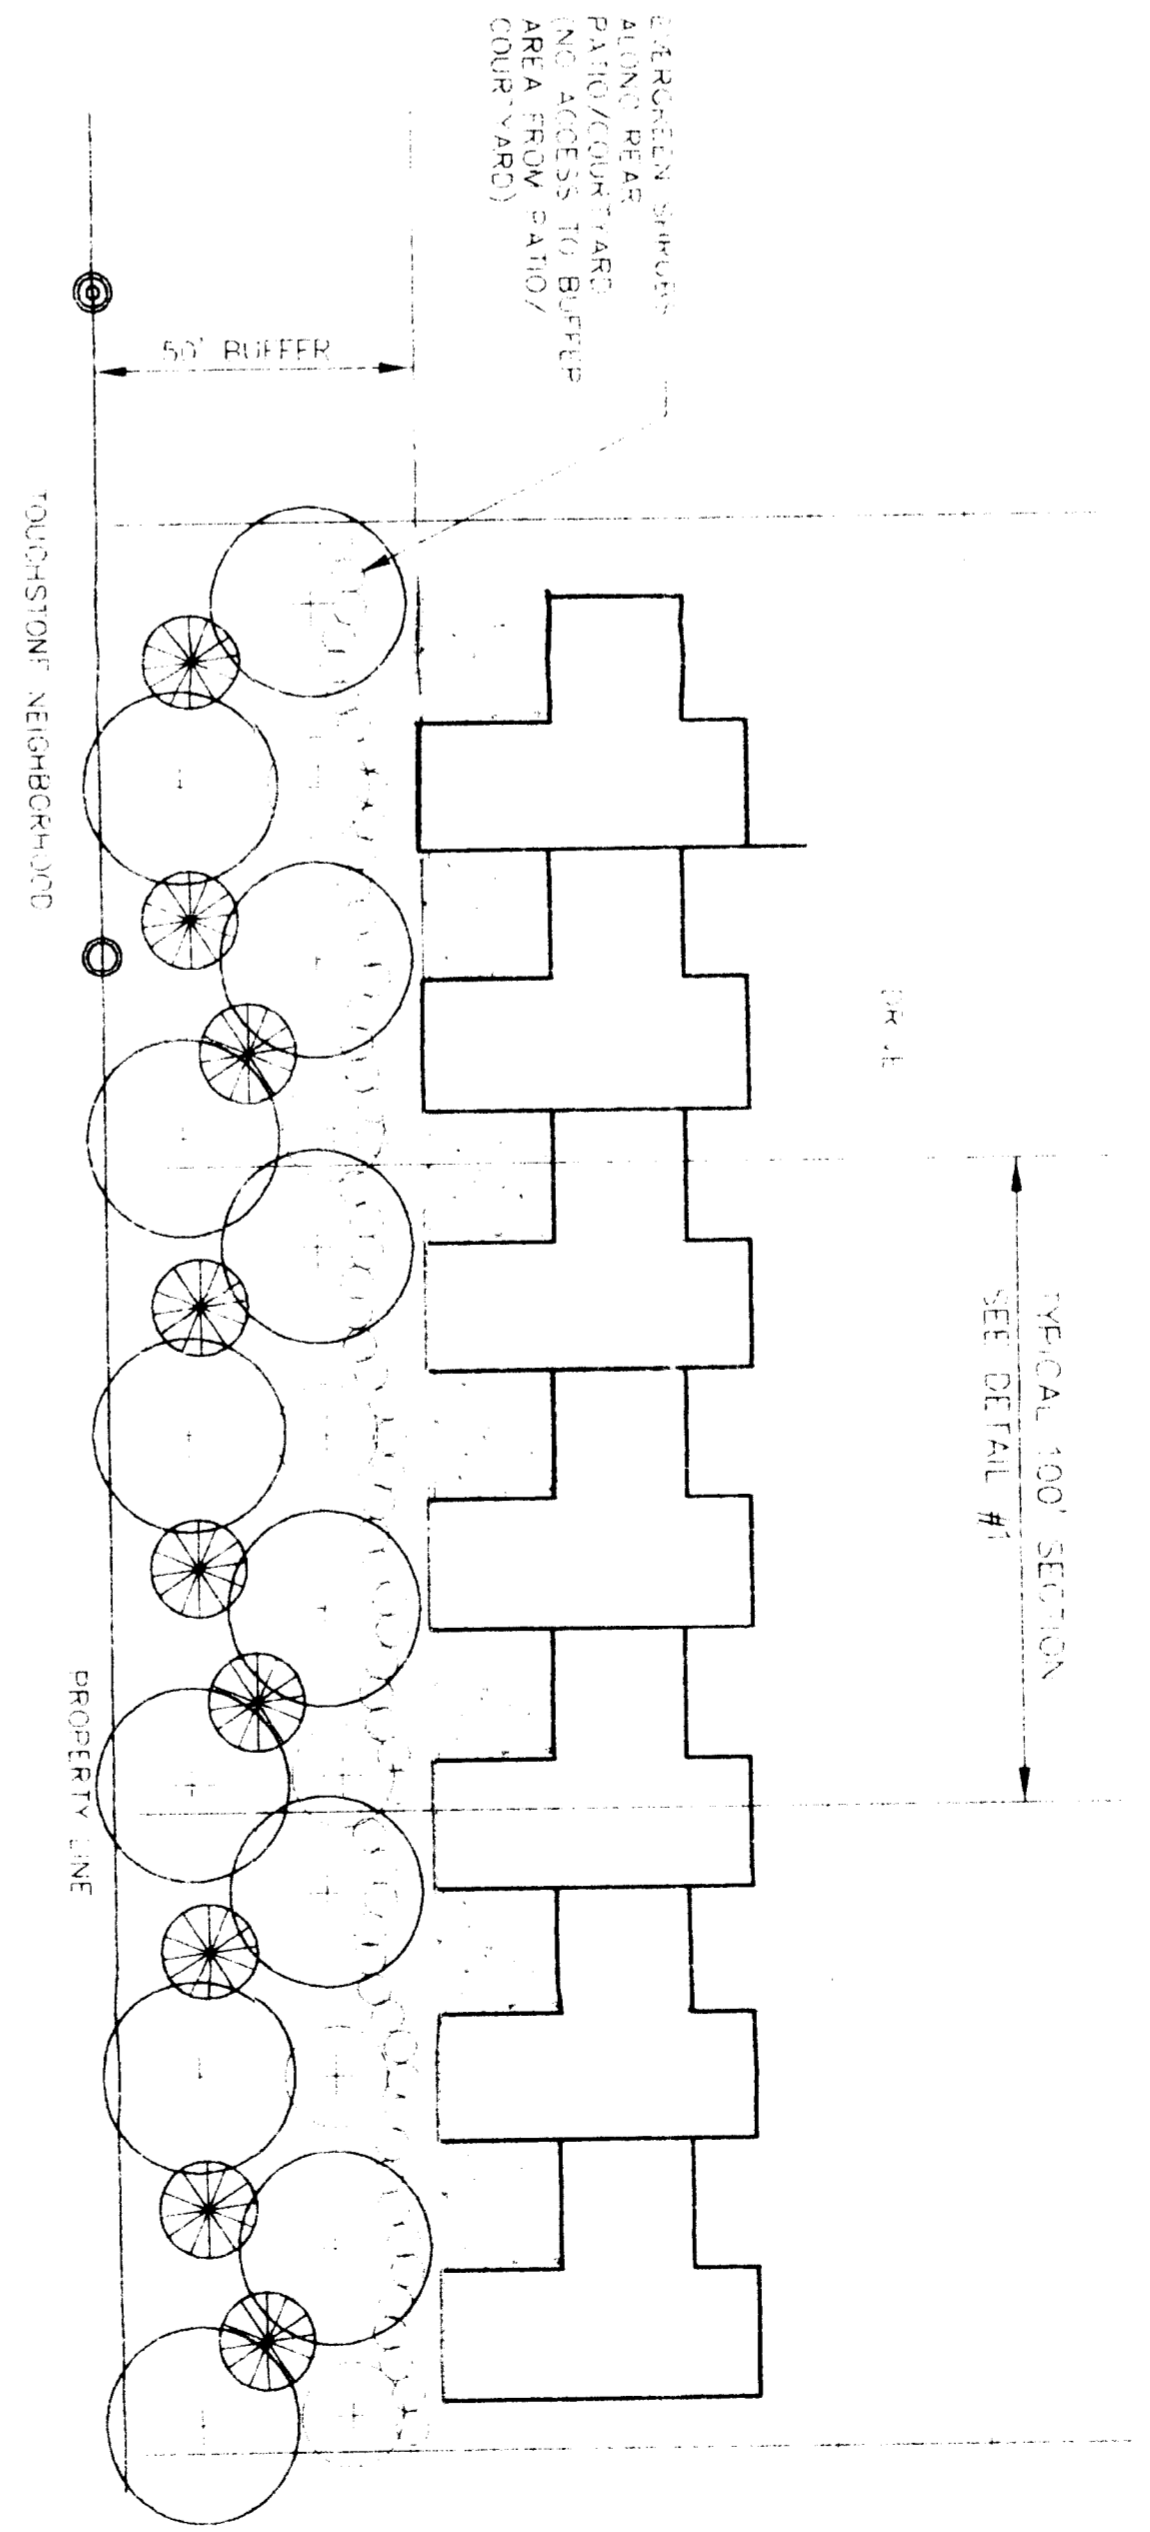 EVERGREEN SHRUBS
ALONG REAR
PATIO/COURTYARD
(NO ACCESS TO BUFFER
AREA FROM PATIO/
COURTYARD)
50' BUFFER
TOUCHSTONE NEIGHBORHOOD
DRIVE
TYPICAL 100' SECTION
SEE DETAIL #1
PROPERTY LINE